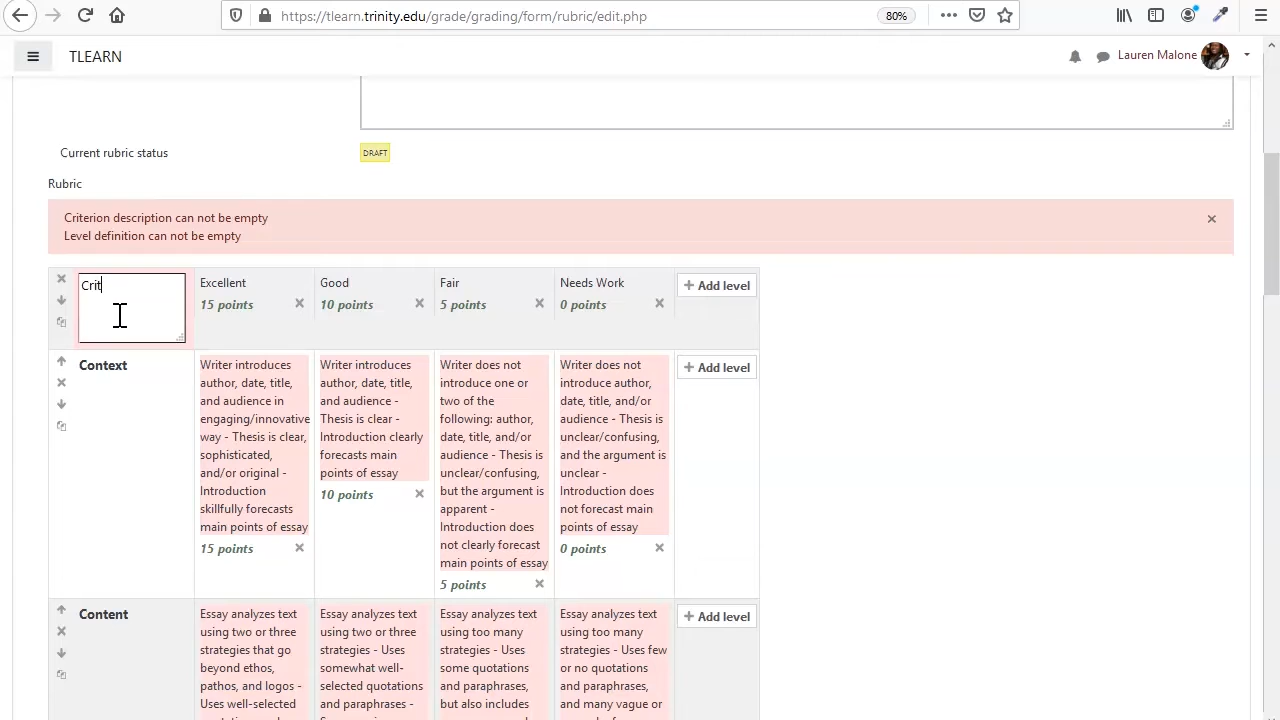 https://tlearn.trinity.edu/grade/grading/form/rubric/edit.php
80%
TLEARN
Lauren Malone
Current rubric status
DRAFT
Rubric
Criterion description can not be empty
Level definition can not be empty
Crit
Excellent
15 points
Good
10 points
Fair
5 points
Needs Work
0 points
+ Add level
Context
Writer introduces
author, date, title,
and audience in
engaging/innovative
way - Thesis is clear,
sophisticated,
and/or original -
Introduction
skillfully forecasts
main points of essay
15 points
Writer introduces
author, date, title,
and audience -
Thesis is clear -
Introduction clearly
forecasts main
points of essay
10 points
Writer does not
introduce one or
two of the
following: author,
date, title, and/or
audience - Thesis is
unclear/confusing,
but the argument is
apparent -
Introduction does
not clearly forecast
main points of essay
5 points
Writer does not
introduce author,
date, title, and/or
audience - Thesis is
unclear/confusing,
and the argument is
unclear -
Introduction does
not forecast main
points of essay
0 points
+ Add level
Content
Essay analyzes text
using two or three
strategies that go
beyond ethos,
pathos, and logos -
Uses well-selected
Essay analyzes text
using two or three
strategies - Uses
somewhat well-
selected quotations
and paraphrases -
Essay analyzes text
using too many
strategies - Uses
some quotations
and paraphrases,
but also includes
Essay analyzes text
using too many
strategies - Uses few
or no quotations
and paraphrases,
and many vague or
+ Add level